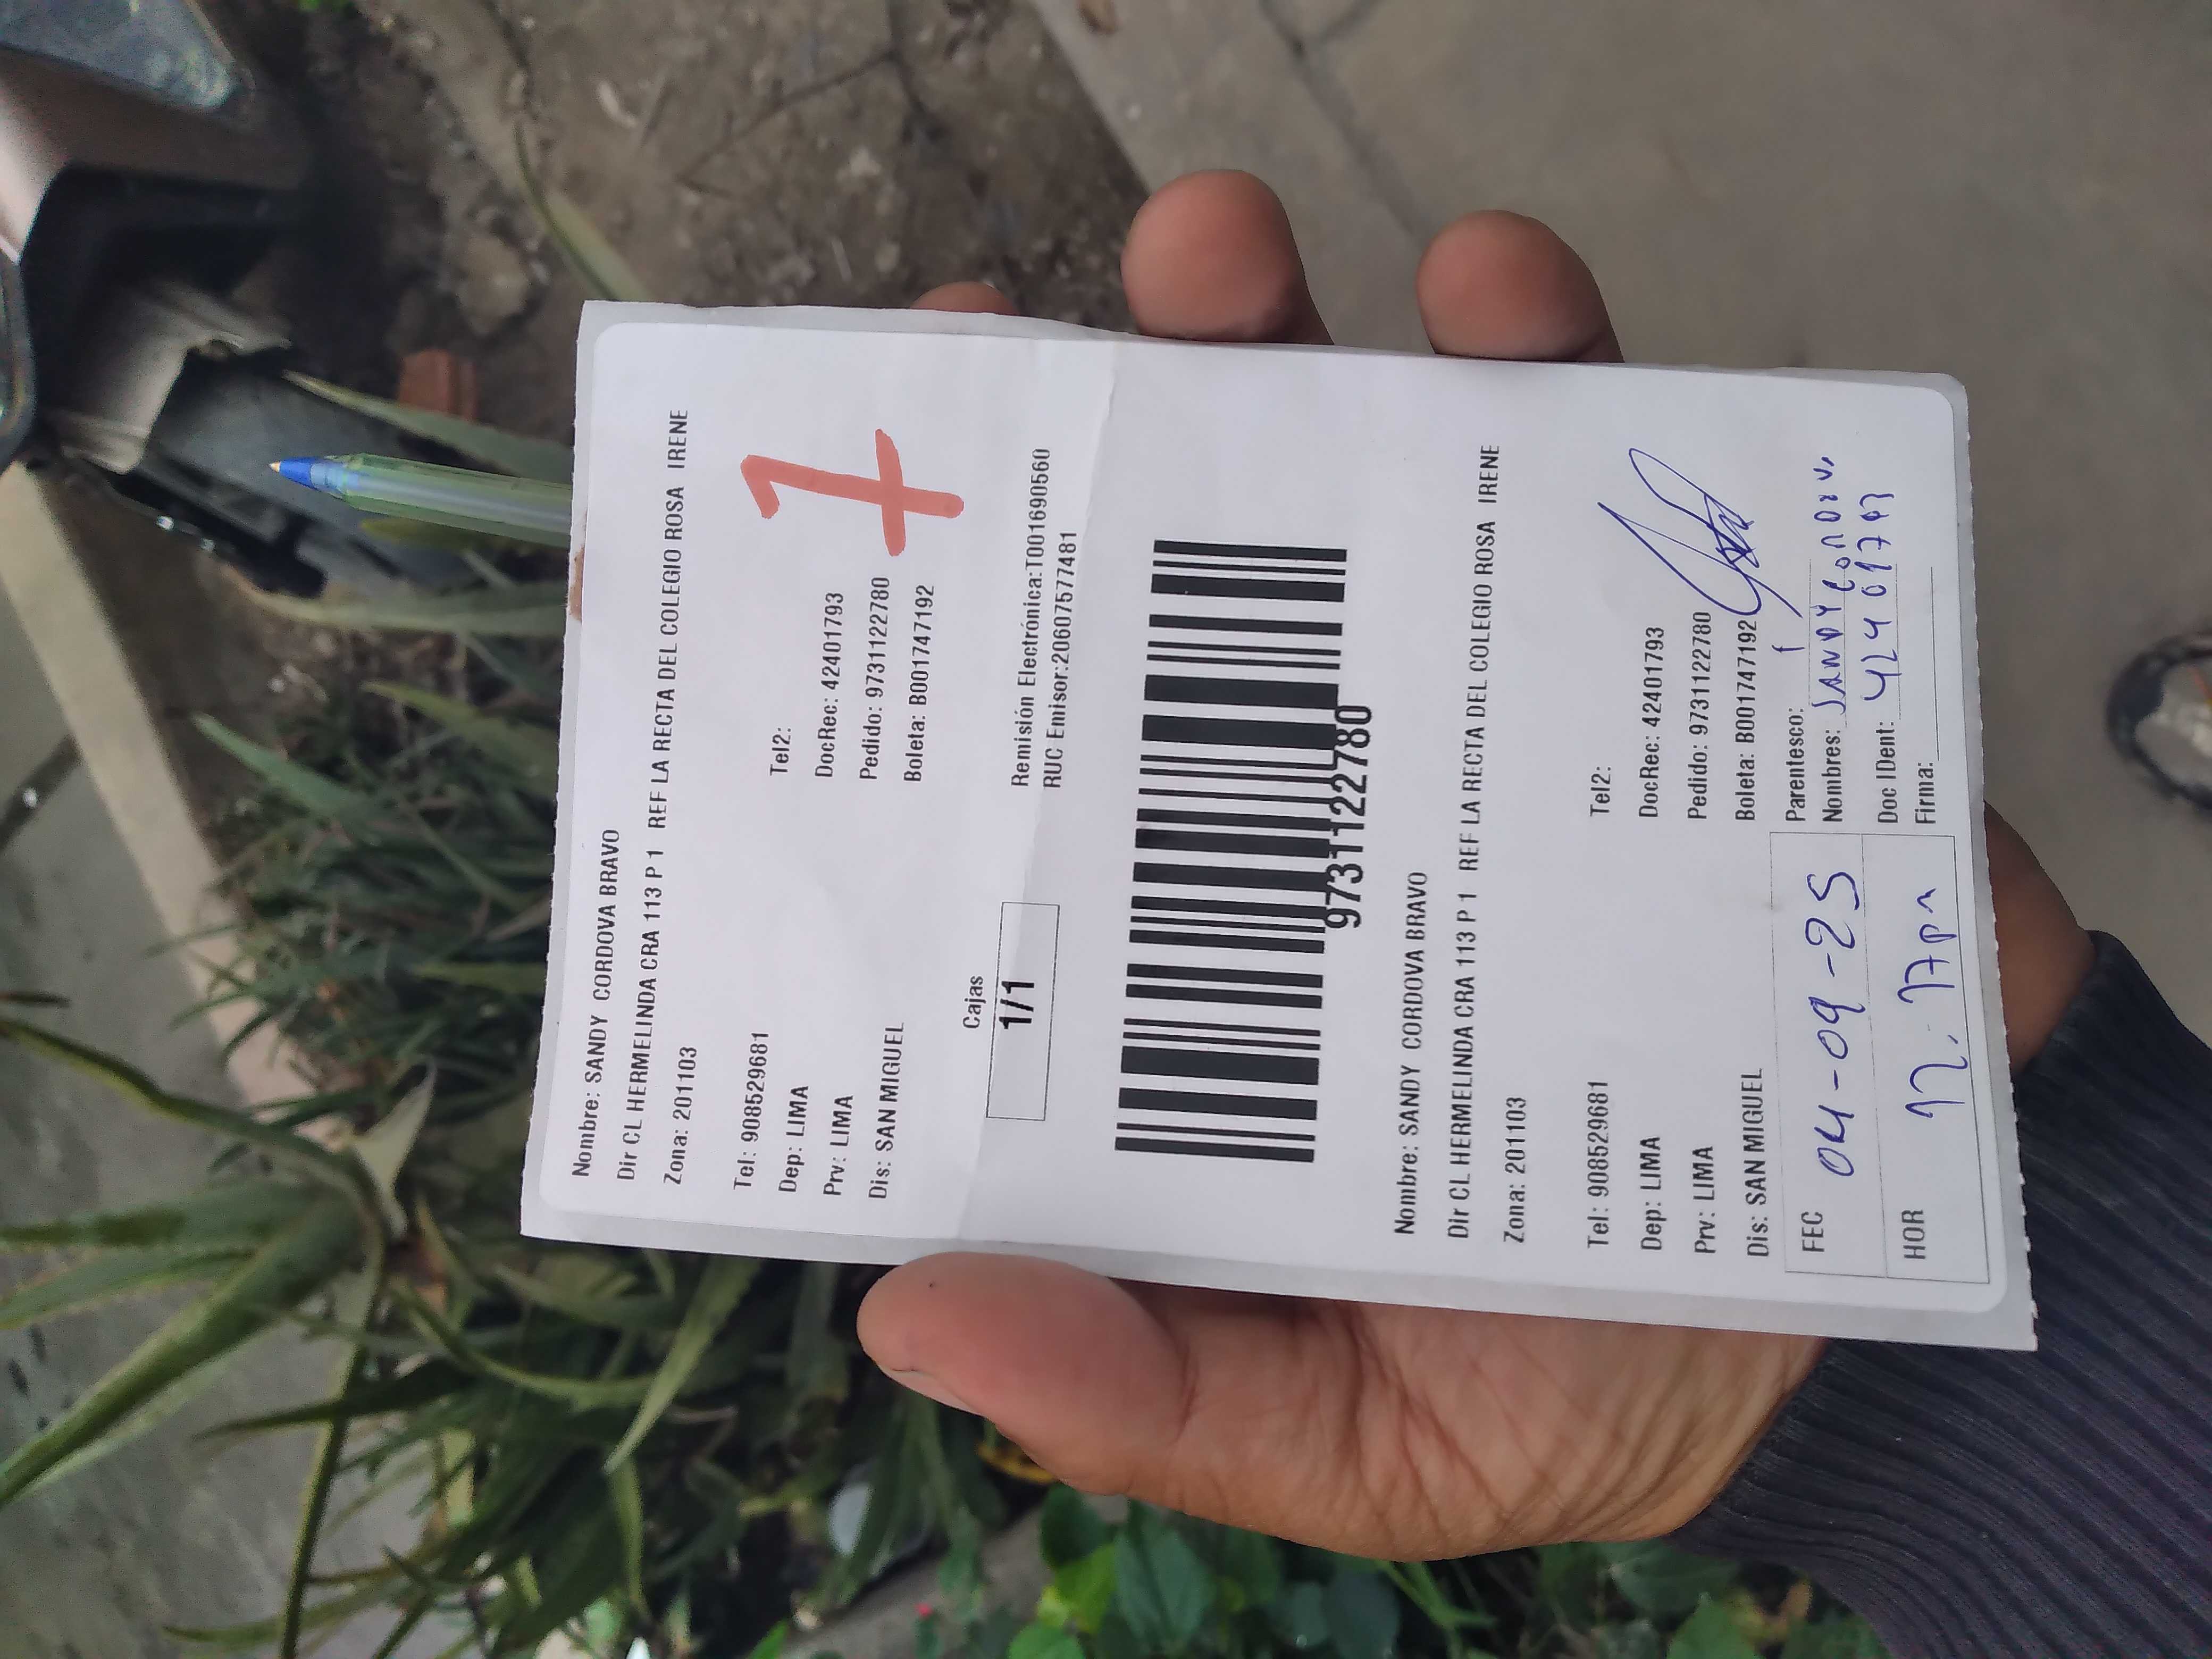 Nombre: SANDY CORDOVA BRAVO
Dir CL HERMELINDA CRA 113 P 1 REF LA RECTA DEL COLEGIO ROSA IRENE
Zona: 201103
Tel: 908529681 Tel2:
Dep: LIMA DocRec: 42401793
Prv: LIMA Pedido: 9731122780
Dis: SAN MIGUEL Boleta: B001747192
7
Cajas
1/1
Remisión Electrónica:T001690560
RUC Emisor:20607577481
9731122780
Nombre: SANDY CORDOVA BRAVO
Dir CL HERMELINDA CRA 113 P 1 REF LA RECTA DEL COLEGIO ROSA IRENE
Zona: 201103
Tel: 908529681 Tel2:
Dep: LIMA DocRec: 42401793
Prv: LIMA Pedido: 9731122780
Dis: SAN MIGUEL Boleta: B001747192
FEC 04-09-25
HOR
Parentesco:
Nombres: SANDY
Doc IDent: 42401793
Firma: